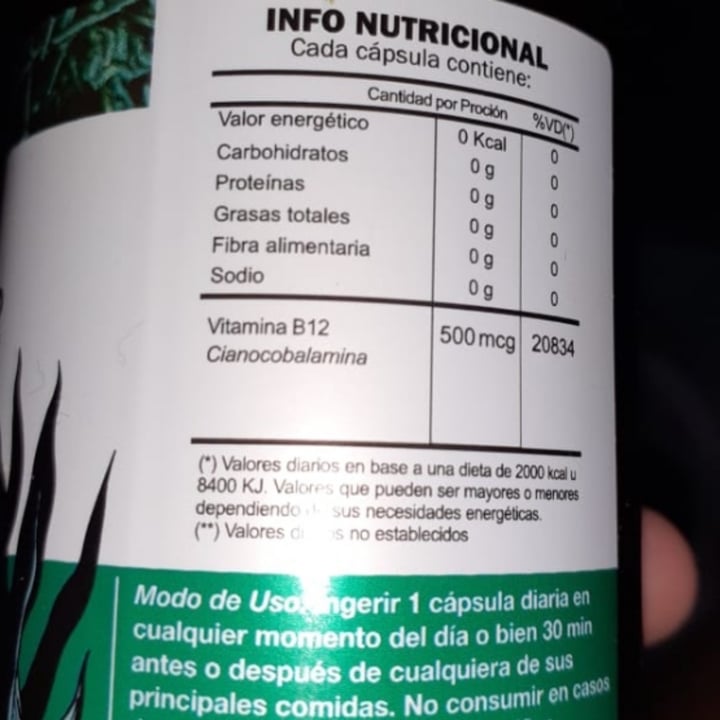 INFO NUTRICIONAL
Cada cápsula contiene:
Cantidad por Proción %VD(*)
Valor energético 0 Kcal 0
Carbohidratos 0 g 0
Proteínas 0 g 0
Grasas totales 0 g 0
Fibra alimentaria 0 g 0
Sodio 0 g 0
Vitamina B12 500 mcg 20834
Cianocobalamina
(*) Valores diarios en base a una dieta de 2000 kcal u
8400 KJ. Valores que pueden ser mayores o menores
dependiendo sus necesidades energéticas.
(**) Valores no establecidos
Modo de Uso: Ingerir 1 cápsula diaria en
cualquier momento del día o bien 30 min
antes o después de cualquiera de sus
principales comidas. No consumir en casos